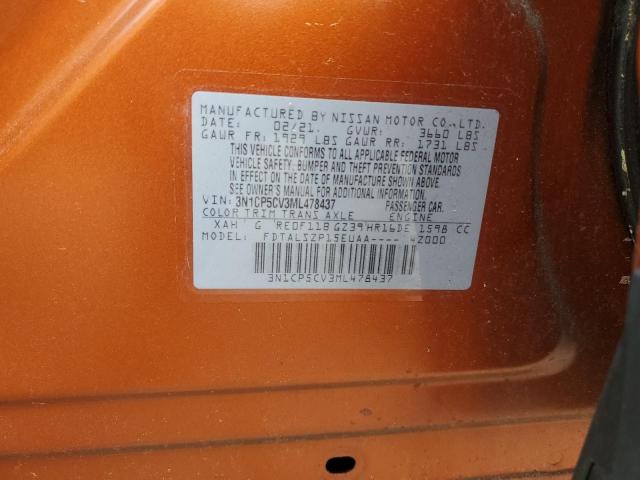 MANUFACTURED BY NISSAN MOTOR CO., LTD.
DATE: 02/21. GVWR: 3660 LBS
GAWR FR: 1929 LBS GAWR RR: 1731 LBS
THIS VEHICLE CONFORMS TO ALL APPLICABLE FEDERAL MOTOR
VEHICLE SAFETY, BUMPER AND THEFT PREVENTION STANDARDS
IN EFFECT ON THE DATE OF MANUFACTURE SHOWN ABOVE.
SEE OWNER'S MANUAL FOR ADDITIONAL INFORMATION.
VIN: 3N1CP5CV3ML478437 PASSENGER CAR.
COLOR TRIM TRANS AXLE ENGINE
XAH G RE0F11B GZ39 HR16DE 1598 CC
MODEL: FDTALSZP15EUAA---- 4Z000
3N1CP5CV3ML478437